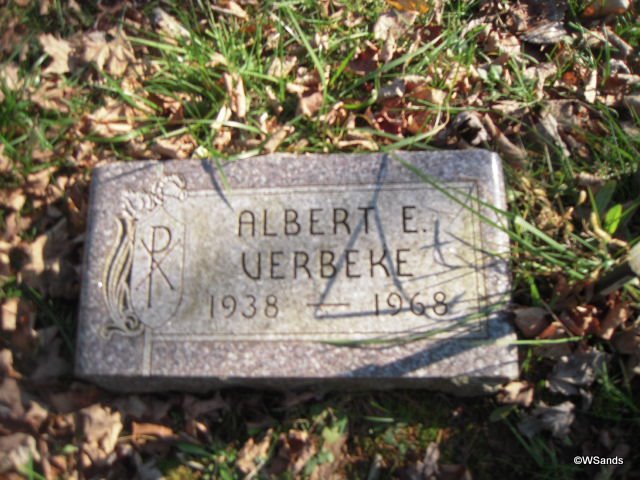 ALBERT E.
VERBEKE
1938 — 1968
©WSands